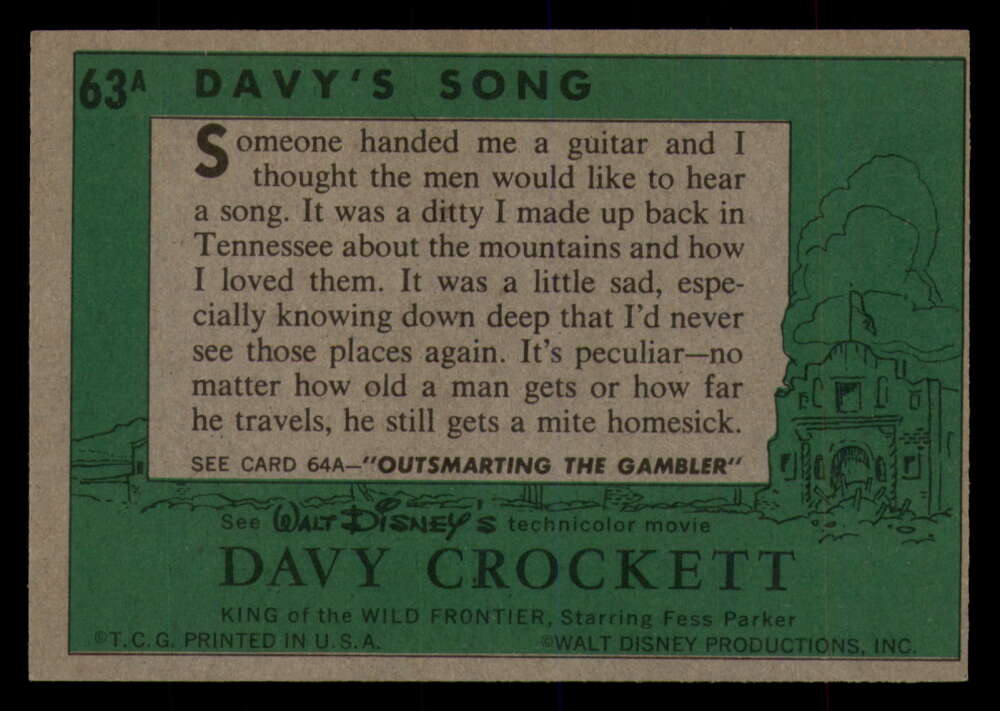 63A DAVY'S SONG
Someone handed me a guitar and I
thought the men would like to hear
a song. It was a ditty I made up back in
Tennessee about the mountains and how
I loved them. It was a little sad, espe-
cially knowing down deep that I'd never
see those places again. It's peculiar—no
matter how old a man gets or how far
he travels, he still gets a mite homesick.
SEE CARD 64A—"OUTSMARTING THE GAMBLER"
See WALT DISNEY'S technicolor movie
DAVY CROCKETT
KING of the WILD FRONTIER, Starring Fess Parker
©T.C.G. PRINTED IN U.S.A. ©WALT DISNEY PRODUCTIONS, INC.